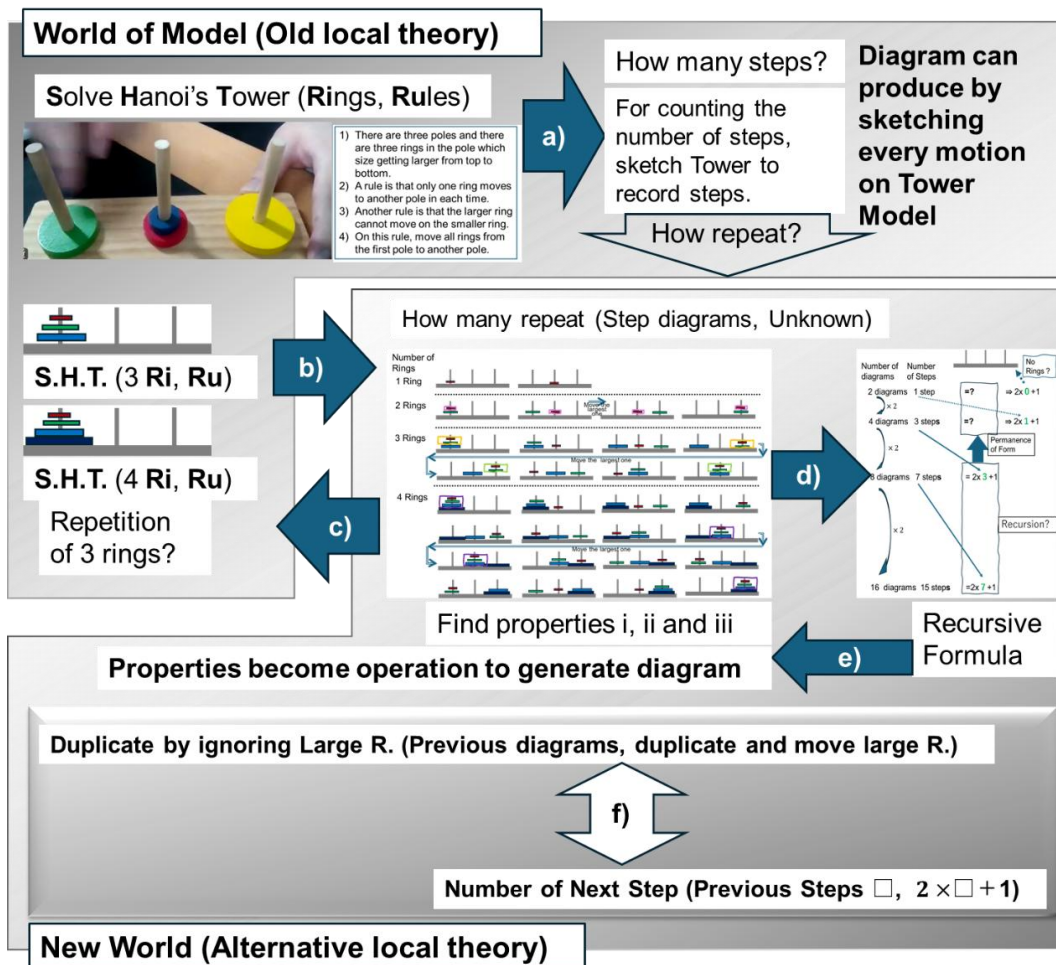 World of Model (Old local theory)
Solve Hanoi's Tower (Rings, Rules)
1) There are three poles and there
are three rings in the pole which
size getting larger from top to
bottom.
2) A rule is that only one ring moves
to another pole in each time.
3) Another rule is that the larger ring
cannot move on the smaller ring.
4) On this rule, move all rings from
the first pole to another pole.
a)
How many steps?
For counting the
number of steps,
sketch Tower to
record steps.
How repeat?
Diagram can
produce by
sketching
every motion
on Tower
Model
S.H.T. (3 Ri, Ru)
S.H.T. (4 Ri, Ru)
Repetition
of 3 rings?
b)
c)
How many repeat (Step diagrams, Unknown)
Number of
Rings
1 Ring
2 Rings
Move the
largest
one
3 Rings
Move the largest one
4 Rings
Move the largest one
Find properties i, ii and iii
d)
Number of
diagrams
Number
of Steps
No
Rings ?
2 diagrams 1 step =? ⇒ 2x 0 +1
x 2
4 diagrams 3 steps =? ⇒ 2x 1 +1
Permanence
of Form
x 2
8 diagrams 7 steps = 2x 3 +1
Recursion?
x 2
16 diagrams 15 steps =2x 7 +1
Recursive
Formula
e)
Properties become operation to generate diagram
Duplicate by ignoring Large R. (Previous diagrams, duplicate and move large R.)
f)
Number of Next Step (Previous Steps □, 2 × □ + 1)
New World (Alternative local theory)